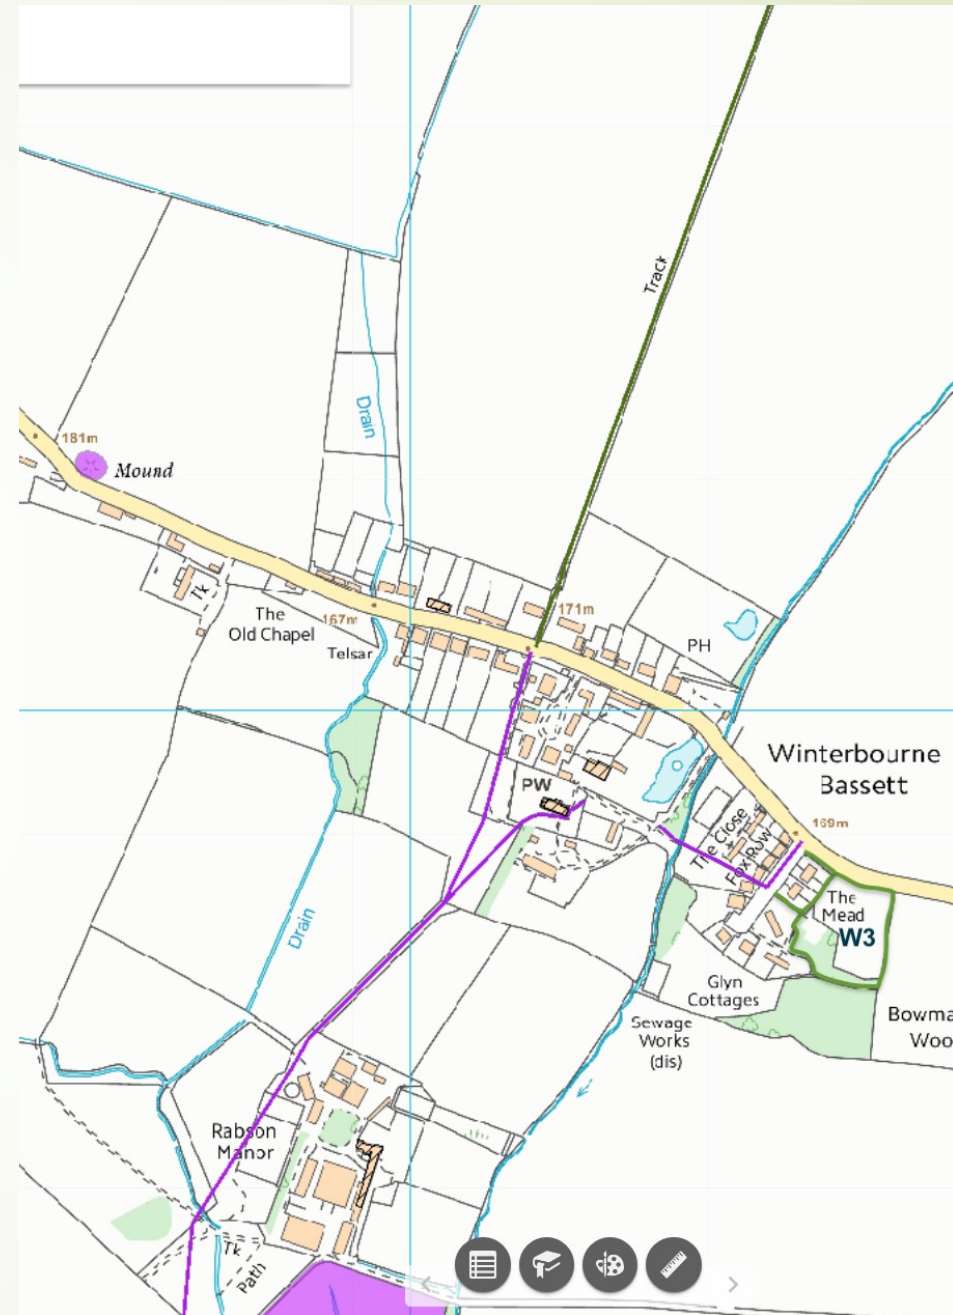 Track
Drain
181m
Mound
Tk
The
Old Chapel
167m
Telsar
171m
PH
Winterbourne
Bassett
PW
The Close
Fox Row
169m
The
Mead
W3
Drain
Glyn
Cottages
Sewage
Works
(dis)
Bowma
Woo
Rabson
Manor
Tk
Path